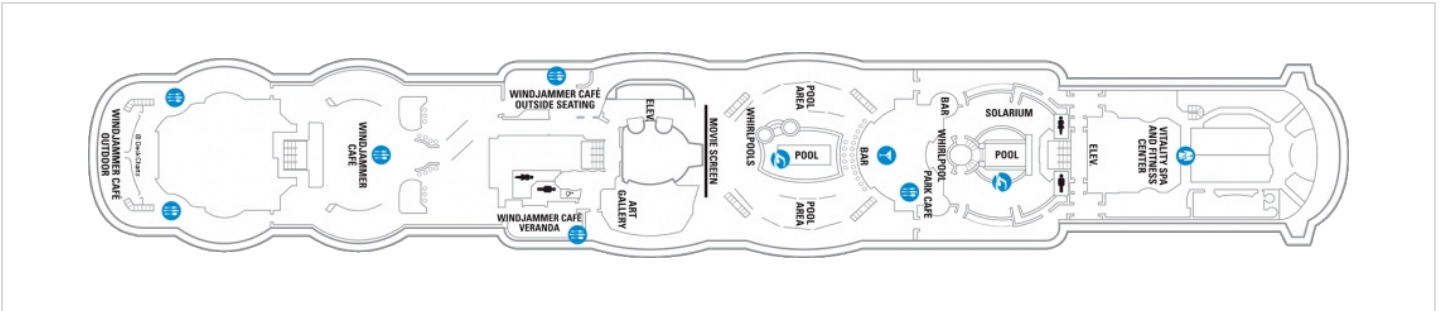 WINDJAMMER CAFÉ
OUTDOOR
WINDJAMMER
CAFÉ
WINDJAMMER CAFÉ
OUTSIDE SEATING
WINDJAMMER CAFÉ
VERANDA
ELEV.
ART
GALLERY
MOVIE SCREEN
WHIRLPOOLS
POOL
AREA
POOL
POOL
AREA
BAR
BAR
WHIRLPOOL
PARK CAFE
SOLARIUM
POOL
ELEV.
VITALITY SPA
AND FITNESS
CENTER